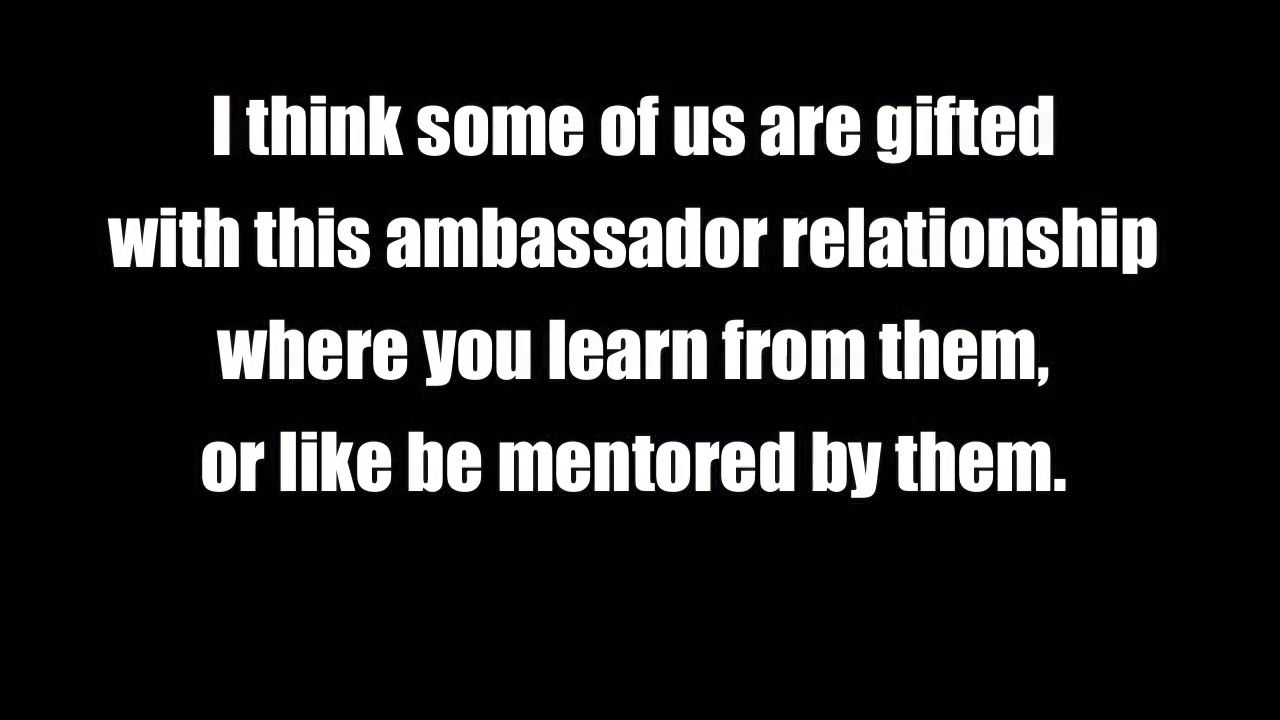 I think some of us are gifted
with this ambassador relationship
where you learn from them,
or like be mentored by them.